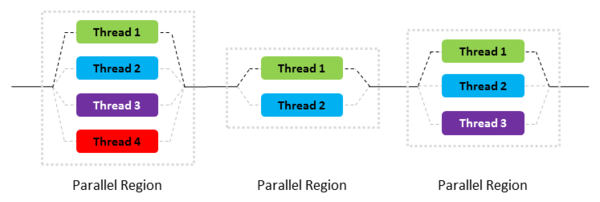 Thread 1
Thread 2
Thread 3
Thread 4
Parallel Region
Thread 1
Thread 2
Parallel Region
Thread 1
Thread 2
Thread 3
Parallel Region